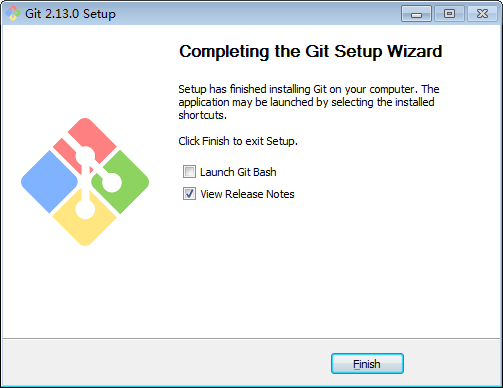 Git 2.13.0 Setup
Completing the Git Setup Wizard
Setup has finished installing Git on your computer. The
application may be launched by selecting the installed
shortcuts.
Click Finish to exit Setup.
Launch Git Bash
View Release Notes
Finish